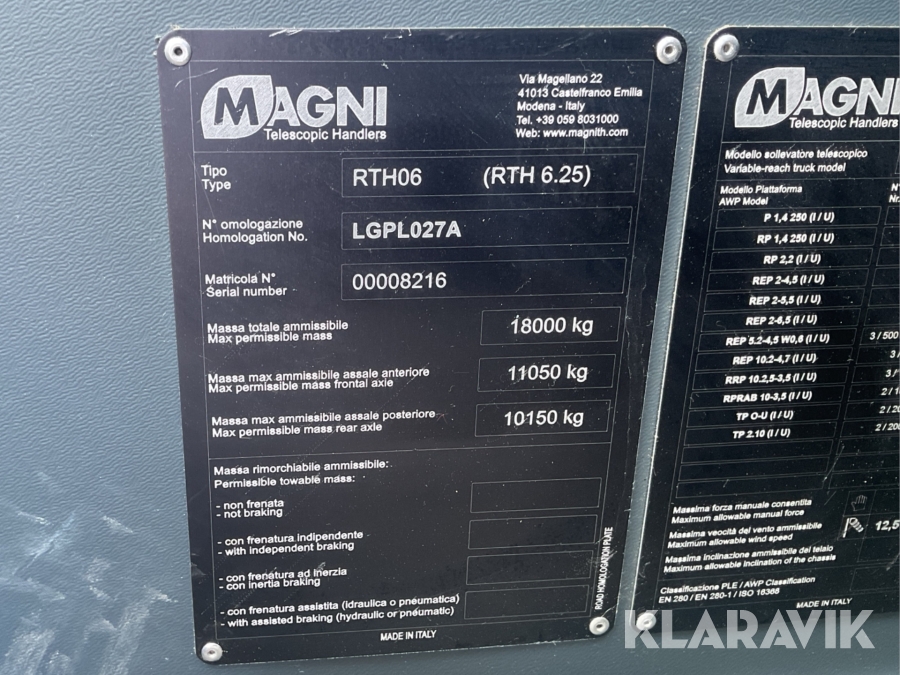 MAGNI
Telescopic Handlers
Via Magellano 22
41013 Castelfranco Emilia
Modena - Italy
Tel. +39 059 8031000
Web: www.magnith.com
Tipo
Type
RTH06 (RTH 6.25)
N° omologazione
Homologation No.
LGPL027A
Matricola N°
Serial number
00008216
Massa totale ammissibile
Max permissible mass
18000 kg
Massa max ammissibile assale anteriore
Max permissible mass frontal axle
11050 kg
Massa max ammissibile assale posteriore
Max permissible mass rear axle
10150 kg
Massa rimorchiabile ammissibile:
Permissible towable mass:
- non frenata
- not braking
- con frenatura indipendente
- with independent braking
- con frenatura ad inerzia
- con inertia braking
- con frenatura assistita (idraulica o pneumatica)
- with assisted braking (hydraulic or pneumatic)
MADE IN ITALY
ROAD HOMOLOGATION PLATE
MAGNI
Telescopic Handlers
Modello sollevatore telescopico
Variable-reach truck model
Modello Piattaforma
AWP Model
N°
Nr.
P 1,4 250 (I / U)
RP 1,4 250 (I / U)
RP 2,2 (I / U)
REP 2-4,5 (I / U)
REP 2-5,5 (I / U)
REP 2-6,5 (I / U)
REP 5.2-4,5 W0,6 (I / U) 3 / 500
REP 10.2-4,7 (I / U) 3 /
RRP 10.2,5-3,5 (I / U) 3 /
RPRAB 10-3,5 (I / U)
TP O-U (I / U)
TP 2.10 (I / U)
Massima forza manuale consentita
Maximum allowable manual force
Massima velocità del vento ammissibile
Maximum allowable wind speed
12,5
Massima inclinazione ammissibile del telaio
Maximum allowable inclination of the chassis
Classificazione PLE / AWP Classification
EN 280 / EN 280-1 / ISO 16368
MADE IN ITALY
KLARAVIK